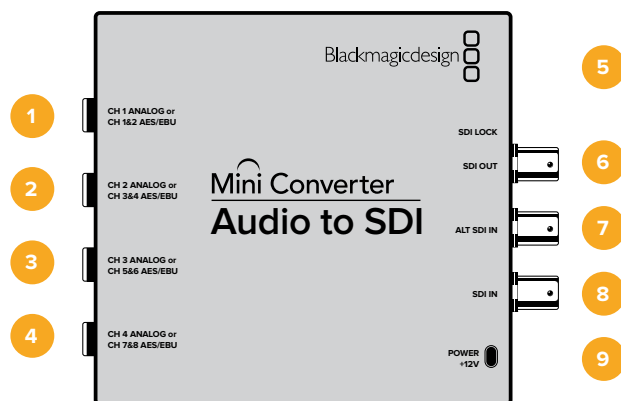 Blackmagicdesign
1
CH 1 ANALOG or
CH 1&2 AES/EBU
2
CH 2 ANALOG or
CH 3&4 AES/EBU
3
CH 3 ANALOG or
CH 5&6 AES/EBU
4
CH 4 ANALOG or
CH 7&8 AES/EBU
Mini Converter
Audio to SDI
5
SDI LOCK
SDI OUT
6
ALT SDI IN
7
SDI IN
8
POWER
+12V
9